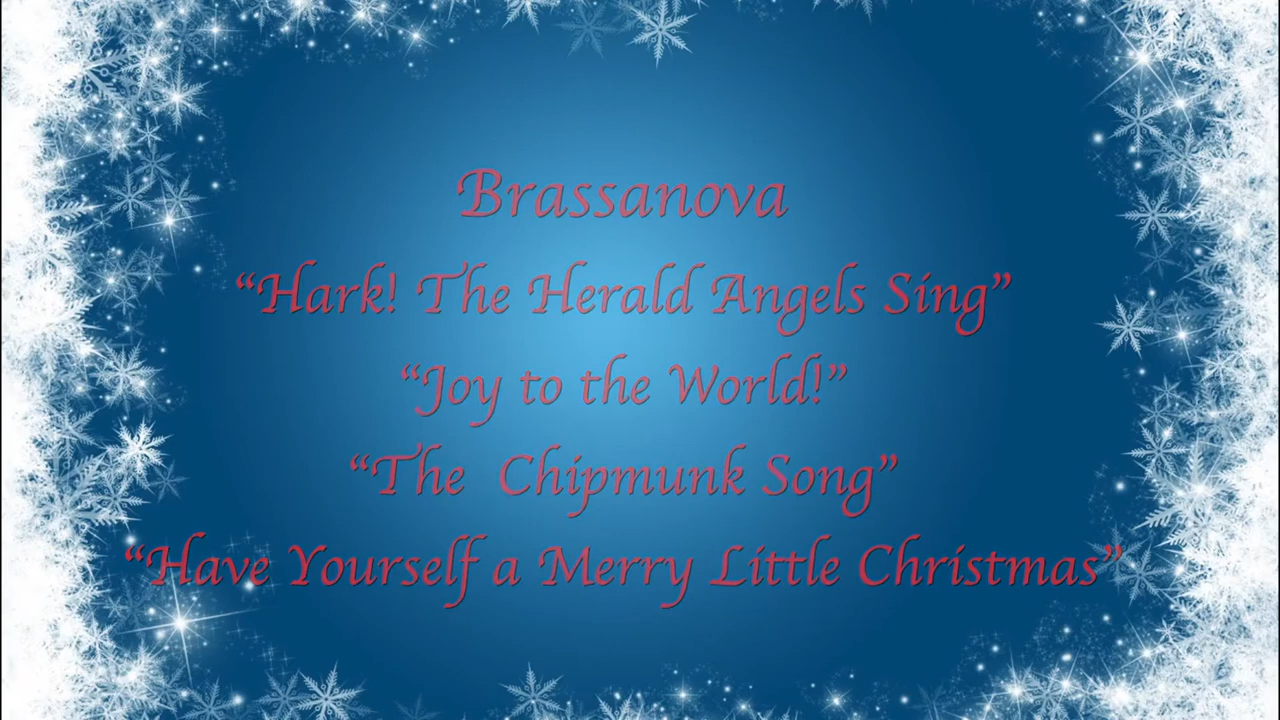 Brassanova
“Hark! The Herald Angels Sing”
“Joy to the World!”
“The Chipmunk Song”
“Have Yourself a Merry Little Christmas”